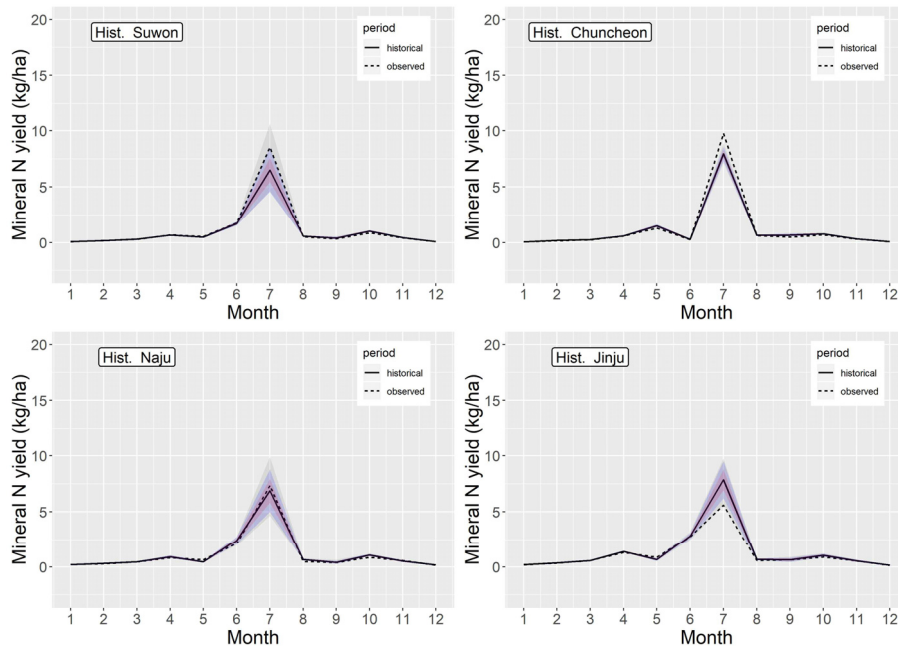 Hist. Suwon
period
historical
observed
Mineral N yield (kg/ha)
20
15
10
5
0
1 2 3 4 5 6 7 8 9 10 11 12
Month
Hist. Chuncheon
period
historical
observed
Mineral N yield (kg/ha)
20
15
10
5
0
1 2 3 4 5 6 7 8 9 10 11 12
Month
Hist. Naju
period
historical
observed
Mineral N yield (kg/ha)
20
15
10
5
0
1 2 3 4 5 6 7 8 9 10 11 12
Month
Hist. Jinju
period
historical
observed
Mineral N yield (kg/ha)
20
15
10
5
0
1 2 3 4 5 6 7 8 9 10 11 12
Month